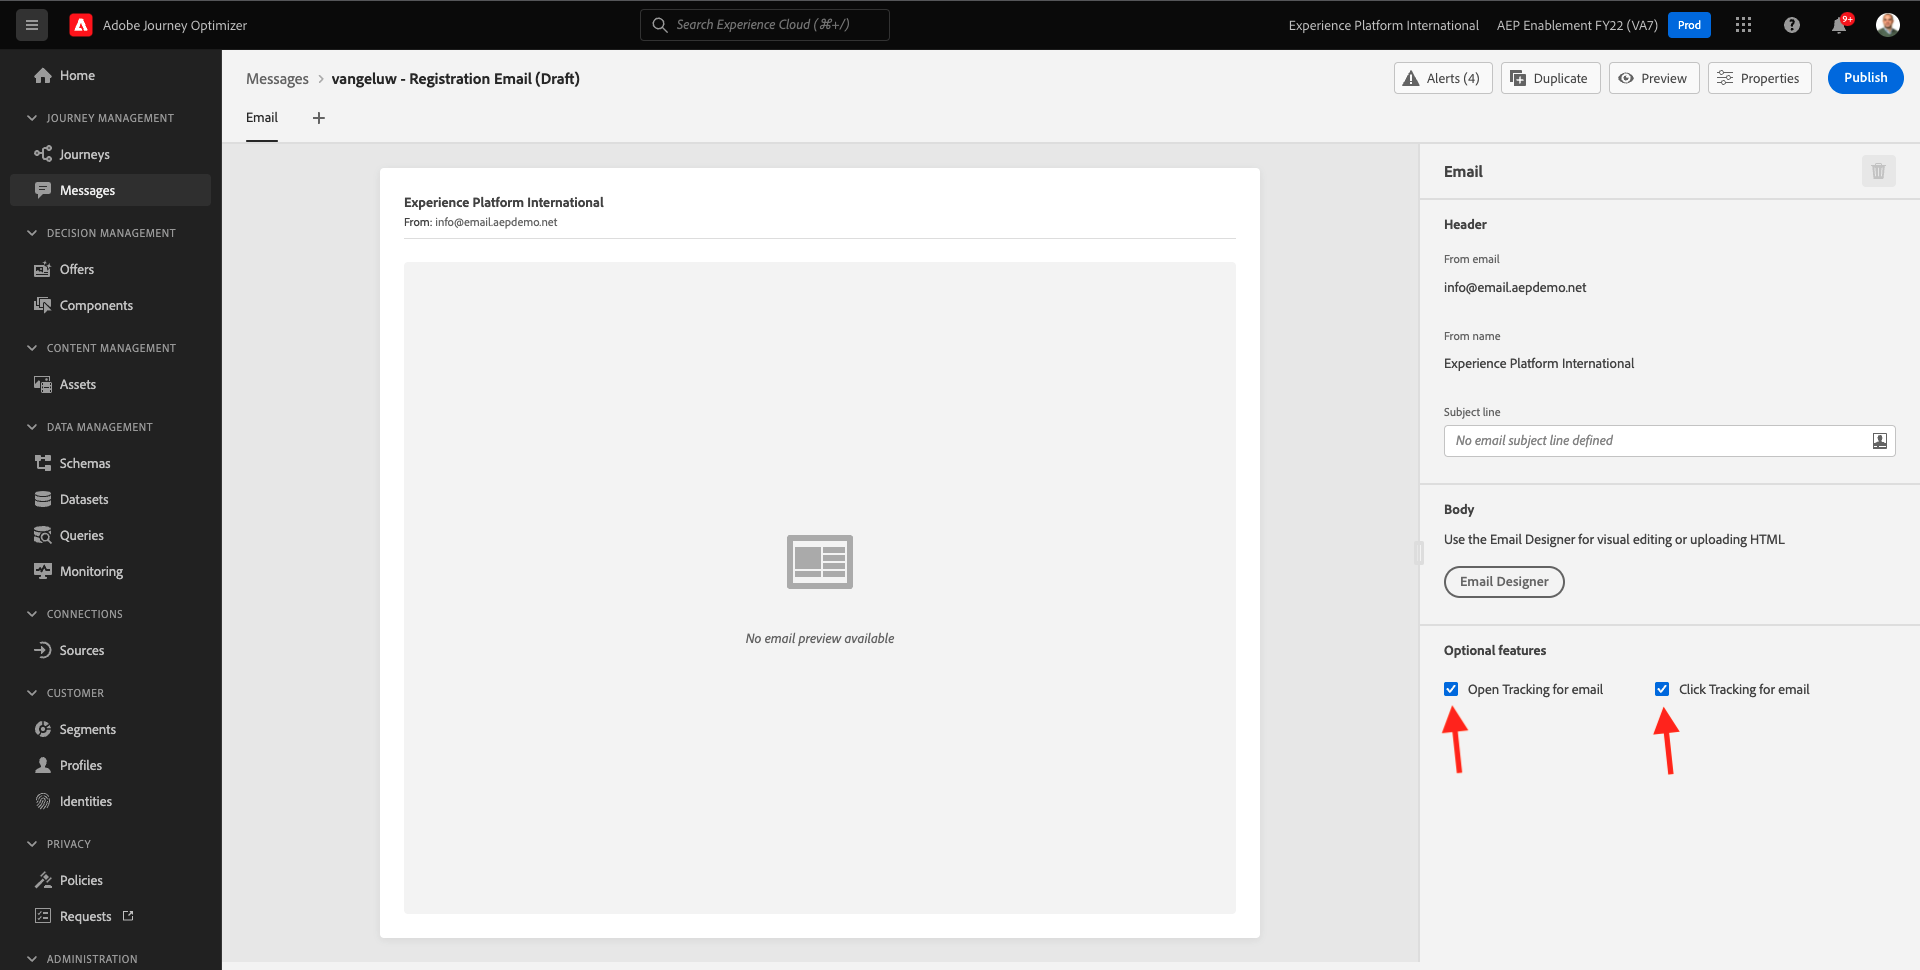 Adobe Journey Optimizer
Search Experience Cloud (⌘+/)
Experience Platform International
AEP Enablement FY22 (VA7)
Prod
9+
Home
JOURNEY MANAGEMENT
Journeys
Messages
DECISION MANAGEMENT
Offers
Components
CONTENT MANAGEMENT
Assets
DATA MANAGEMENT
Schemas
Datasets
Queries
Monitoring
CONNECTIONS
Sources
CUSTOMER
Segments
Profiles
Identities
PRIVACY
Policies
Requests
ADMINISTRATION
Messages > vangeluw - Registration Email (Draft)
Alerts (4)
Duplicate
Preview
Properties
Publish
Email
+
Experience Platform International
From: info@email.aepdemo.net
No email preview available
Email
Header
From email
info@email.aepdemo.net
From name
Experience Platform International
Subject line
No email subject line defined
Body
Use the Email Designer for visual editing or uploading HTML
Email Designer
Optional features
Open Tracking for email
Click Tracking for email